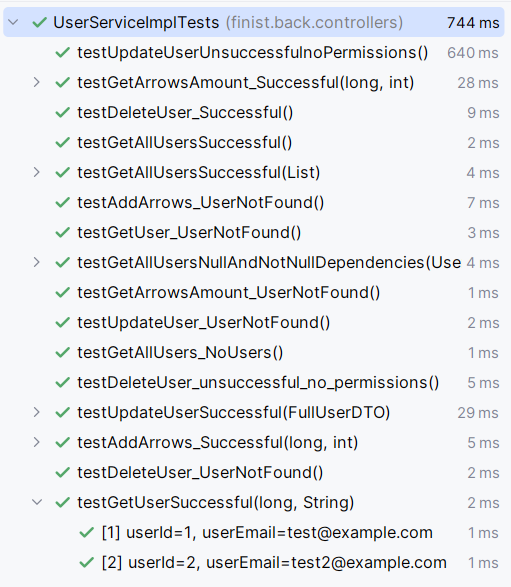 UserServiceImplTests (finist.back.controllers) 744 ms
testUpdateUserUnsuccessfulnoPermissions() 640 ms
testGetArrowsAmount_Successful(long, int) 28 ms
testDeleteUser_Successful() 9 ms
testGetAllUsersSuccessful() 2 ms
testGetAllUsersSuccessful(List) 4 ms
testAddArrows_UserNotFound() 7 ms
testGetUser_UserNotFound() 3 ms
testGetAllUsersNullAndNotNullDependencies(Use 4 ms
testGetArrowsAmount_UserNotFound() 1 ms
testUpdateUser_UserNotFound() 2 ms
testGetAllUsers_NoUsers() 1 ms
testDeleteUser_unsuccessful_no_permissions() 5 ms
testUpdateUserSuccessful(FullUserDTO) 29 ms
testAddArrows_Successful(long, int) 5 ms
testDeleteUser_UserNotFound() 2 ms
testGetUserSuccessful(long, String) 2 ms
[1] userId=1, userEmail=test@example.com 1 ms
[2] userId=2, userEmail=test2@example.com 1 ms